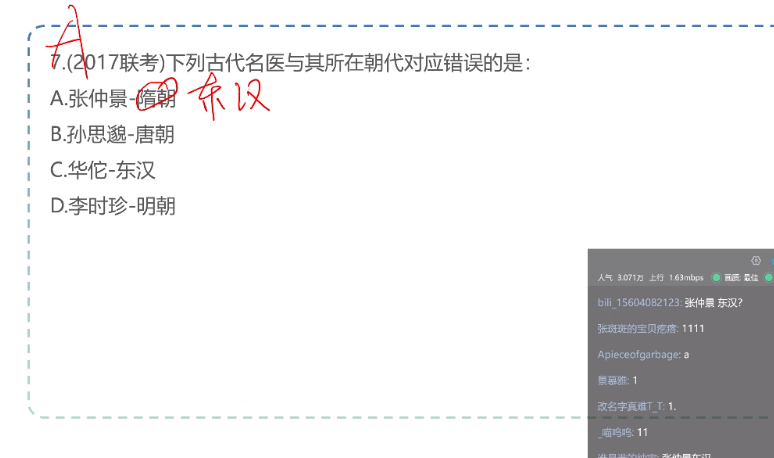 A
7.(2017联考)下列古代名医与其所在朝代对应错误的是：
A.张仲景-隋朝 东汉
B.孙思邈-唐朝
C.华佗-东汉
D.李时珍-明朝
人气 3.071万 上行 1.63mbps 画质: 最佳
bili_15604082123: 张仲景 东汉?
张斑斑的宝贝疙瘩: 1111
Apieceofgarbage: a
景慕雅: 1
改名字真难T_T: 1.
_喵呜呜: 11
张仲景东汉